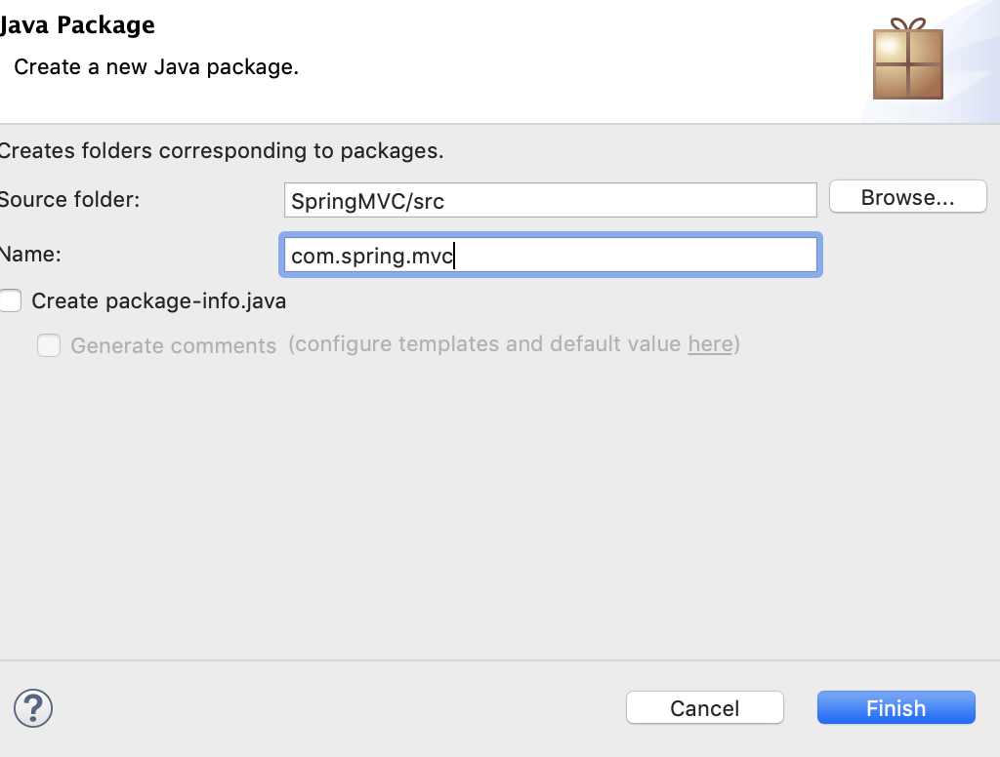 Java Package
Create a new Java package.
Creates folders corresponding to packages.
Source folder:
SpringMVC/src
Browse...
Name:
com.spring.mvc
Create package-info.java
Generate comments (configure templates and default value here)
?
Cancel
Finish